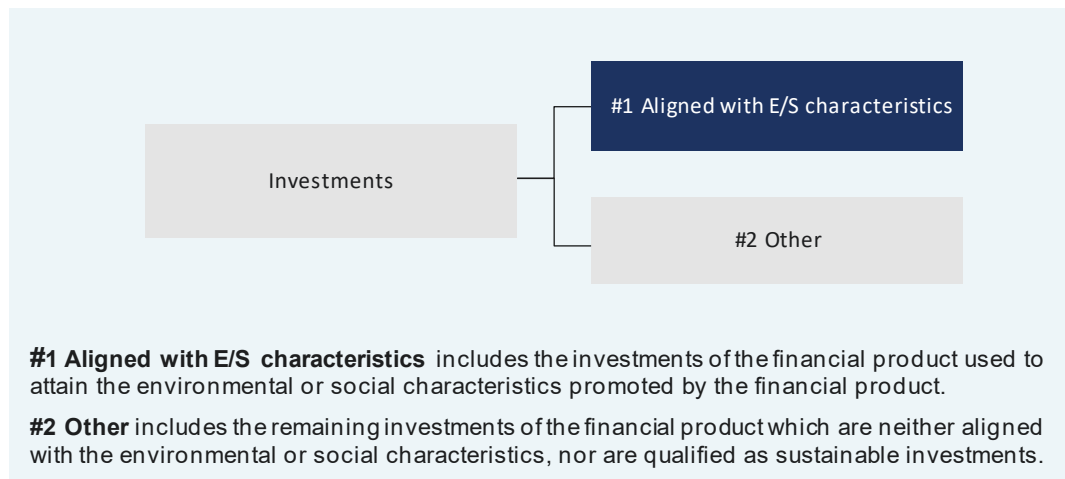 #1 Aligned with E/S characteristics
Investments
#2 Other
#1 Aligned with E/S characteristics includes the investments of the financial product used to
attain the environmental or social characteristics promoted by the financial product.
#2 Other includes the remaining investments of the financial product which are neither aligned
with the environmental or social characteristics, nor are qualified as sustainable investments.